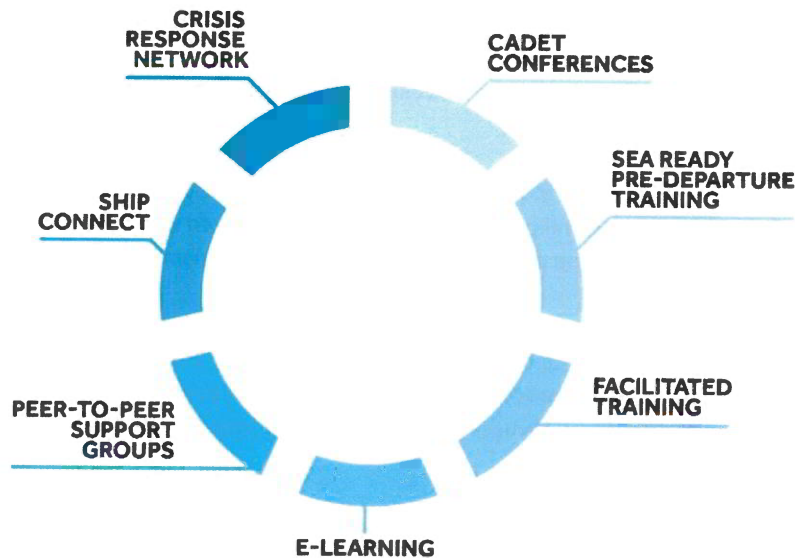 CRISIS
RESPONSE
NETWORK
CADET
CONFERENCES
SEA READY
PRE-DEPARTURE
TRAINING
FACILITATED
TRAINING
E-LEARNING
PEER-TO-PEER
SUPPORT
GROUPS
SHIP
CONNECT